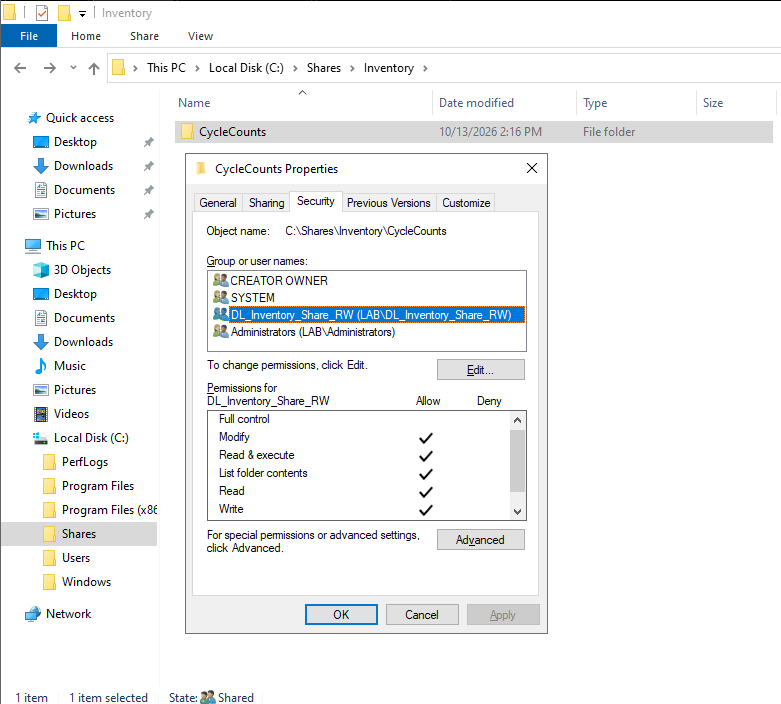 Inventory
File Home Share View
This PC Local Disk (C:) Shares Inventory
Name Date modified Type Size
CycleCounts 10/13/2026 2:16 PM File folder
Quick access
Desktop
Downloads
Documents
Pictures
This PC
3D Objects
Desktop
Documents
Downloads
Music
Pictures
Videos
Local Disk (C:)
PerfLogs
Program Files
Program Files (x86
Shares
Users
Windows
Network
CycleCounts Properties
General Sharing Security Previous Versions Customize
Object name: C:\Shares\Inventory\CycleCounts
Group or user names:
CREATOR OWNER
SYSTEM
DL_Inventory_Share_RW (LAB\DL_Inventory_Share_RW)
Administrators (LAB\Administrators)
To change permissions, click Edit. Edit...
Permissions for
DL_Inventory_Share_RW Allow Deny
Full control
Modify
Read & execute
List folder contents
Read
Write
For special permissions or advanced settings,
click Advanced. Advanced
OK Cancel Apply
1 item 1 item selected State: Shared